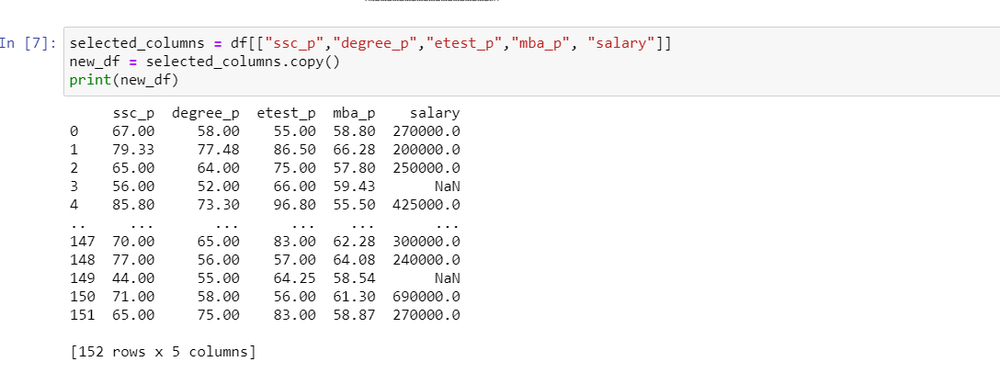 In [7]: selected_columns = df[["ssc_p","degree_p","etest_p","mba_p", "salary"]]
new_df = selected_columns.copy()
print(new_df)
ssc_p degree_p etest_p mba_p salary
0 67.00 58.00 55.00 58.80 270000.0
1 79.33 77.48 86.50 66.28 200000.0
2 65.00 64.00 75.00 57.80 250000.0
3 56.00 52.00 66.00 59.43 NaN
4 85.80 73.30 96.80 55.50 425000.0
.. ... ... ... ... ...
147 70.00 65.00 83.00 62.28 300000.0
148 77.00 56.00 57.00 64.08 240000.0
149 44.00 55.00 64.25 58.54 NaN
150 71.00 58.00 56.00 61.30 690000.0
151 65.00 75.00 83.00 58.87 270000.0
[152 rows x 5 columns]